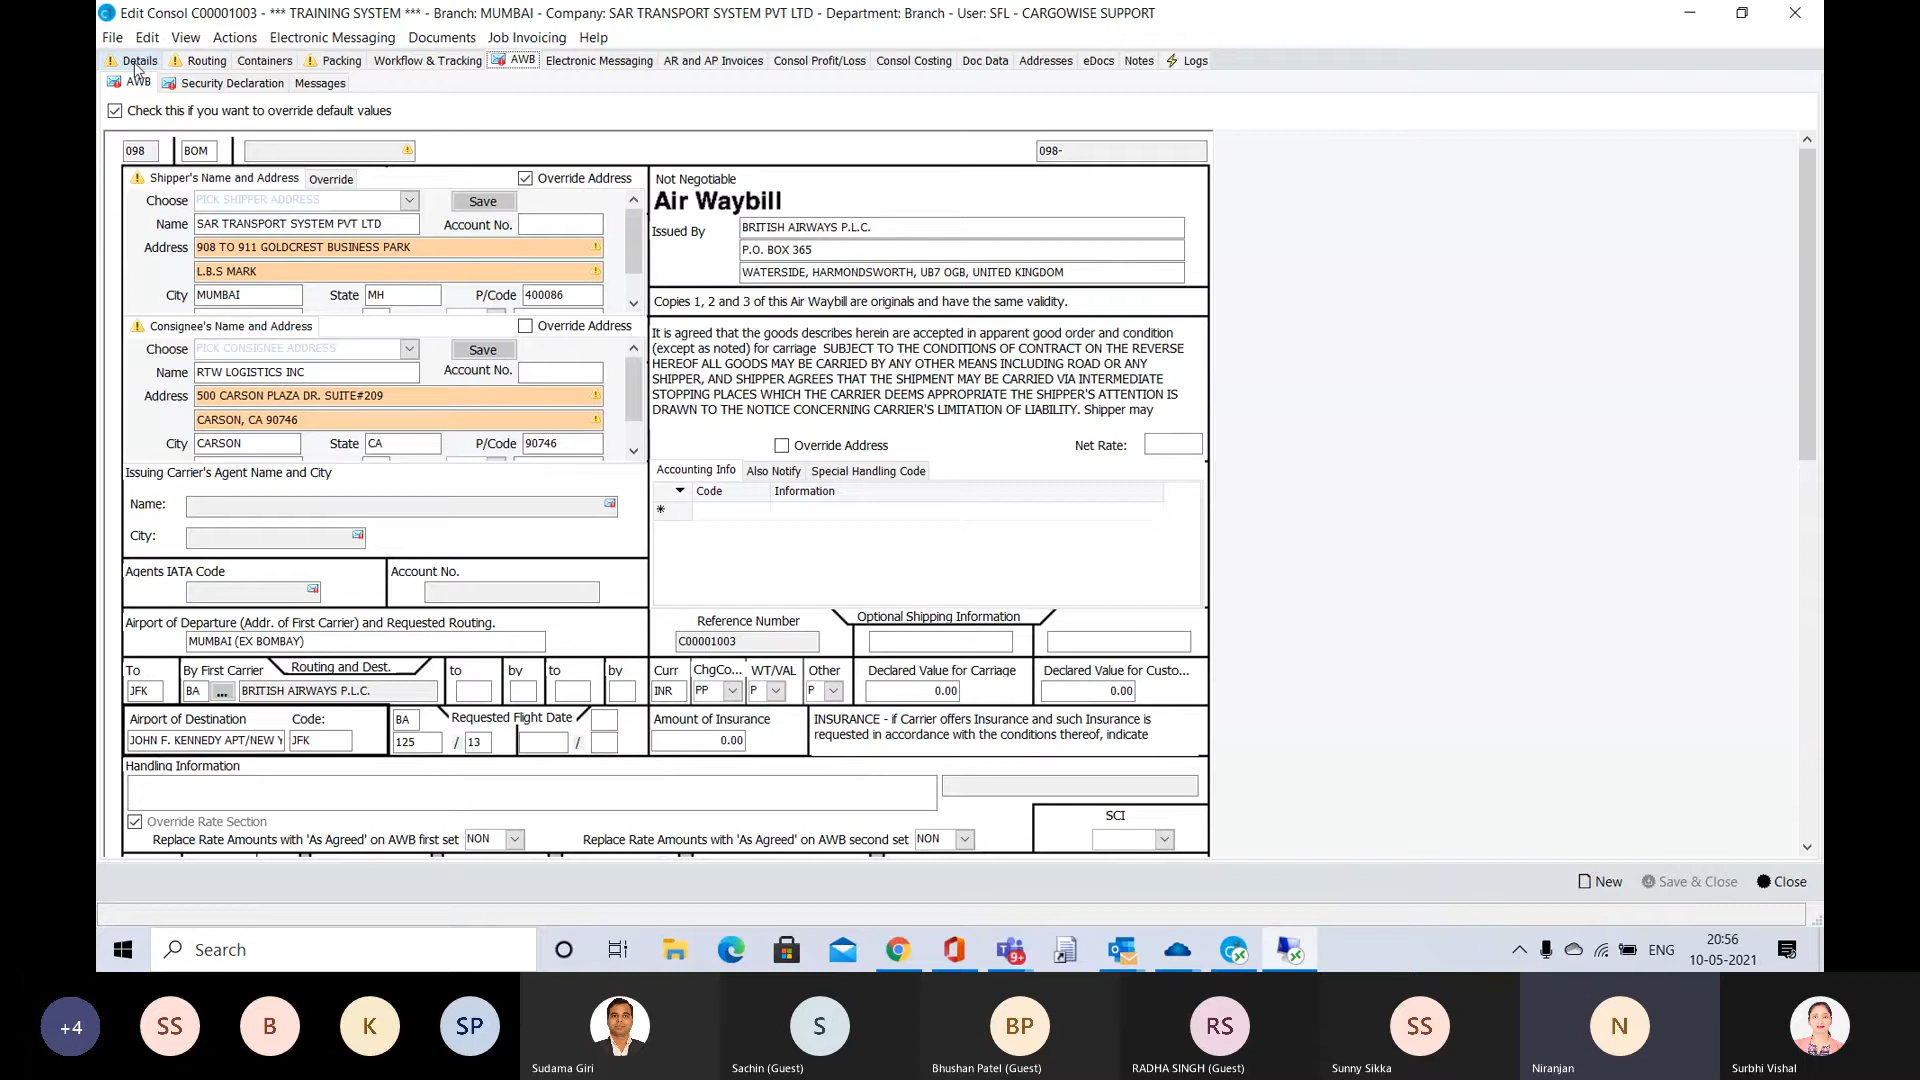 Edit Consol C00001003 - *** TRAINING SYSTEM *** - Branch: MUMBAI - Company: SAR TRANSPORT SYSTEM PVT LTD - Department: Branch - User: SFL - CARGOWISE SUPPORT
File Edit View Actions Electronic Messaging Documents Job Invoicing Help
Details Routing Containers Packing Workflow & Tracking AWB Electronic Messaging AR and AP Invoices Consol Profit/Loss Consol Costing Doc Data Addresses eDocs Notes Logs
AWB Security Declaration Messages
Check this if you want to override default values
098 BOM 098-
Shipper's Name and Address Override Override Address
Choose PICK SHIPPER ADDRESS Save
Name SAR TRANSPORT SYSTEM PVT LTD Account No.
Address 908 TO 911 GOLDCREST BUSINESS PARK
L.B.S MARK
City MUMBAI State MH P/Code 400086
Consignee's Name and Address Override Address
Choose PICK CONSIGNEE ADDRESS Save
Name RTW LOGISTICS INC Account No.
Address 500 CARSON PLAZA DR. SUITE#209
CARSON, CA 90746
City CARSON State CA P/Code 90746
Issuing Carrier's Agent Name and City
Name:
City:
Agents IATA Code Account No.
Airport of Departure (Addr. of First Carrier) and Requested Routing.
MUMBAI (EX BOMBAY)
To By First Carrier Routing and Dest. to by to by
JFK BA ... BRITISH AIRWAYS P.L.C.
Airport of Destination Code: BA Requested Flight Date
JOHN F. KENNEDY APT/NEW JFK 125 / 13 /
Not Negotiable
Air Waybill
Issued By BRITISH AIRWAYS P.L.C.
P.O. BOX 365
WATERSIDE, HARMONDSWORTH, UB7 OGB, UNITED KINGDOM
Copies 1, 2 and 3 of this Air Waybill are originals and have the same validity.
It is agreed that the goods describes herein are accepted in apparent good order and condition
(except as noted) for carriage SUBJECT TO THE CONDITIONS OF CONTRACT ON THE REVERSE
HEREOF ALL GOODS MAY BE CARRIED BY ANY OTHER MEANS INCLUDING ROAD OR ANY
SHIPPER, AND SHIPPER AGREES THAT THE SHIPMENT MAY BE CARRIED VIA INTERMEDIATE
STOPPING PLACES WHICH THE CARRIER DEEMS APPROPRIATE THE SHIPPER'S ATTENTION IS
DRAWN TO THE NOTICE CONCERNING CARRIER'S LIMITATION OF LIABILITY. Shipper may
Override Address Net Rate:
Accounting Info Also Notify Special Handling Code
Code Information
Reference Number Optional Shipping Information
C00001003
Curr ChgCo... WT/VAL Other Declared Value for Carriage Declared Value for Custo...
INR PP P P 0.00 0.00
Amount of Insurance INSURANCE - if Carrier offers Insurance and such Insurance is
0.00 requested in accordance with the conditions thereof, indicate
Handling Information
SCI
Override Rate Section
Replace Rate Amounts with 'As Agreed' on AWB first set NON Replace Rate Amounts with 'As Agreed' on AWB second set NON
New Save & Close Close
Search 9+ ENG 20:56
10-05-2021
+4 SS B K SP S BP RS SS N
Sudama Giri Sachin (Guest) Bhushan Patel (Guest) RADHA SINGH (Guest) Sunny Sikka Niranjan Surbhi Vishal